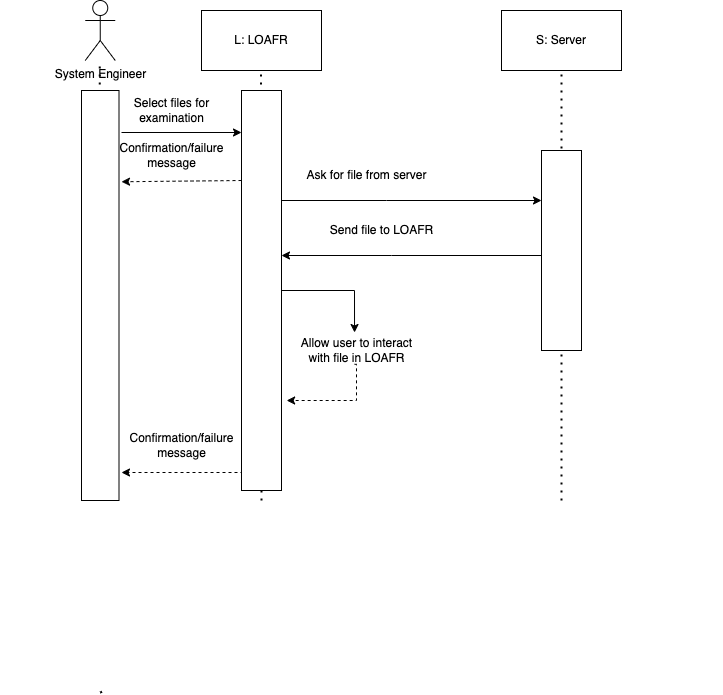 L: LOAFR
S: Server
System Engineer
Select files for
examination
Confirmation/failure
message
Ask for file from server
Send file to LOAFR
Allow user to interact
with file in LOAFR
Confirmation/failure
message